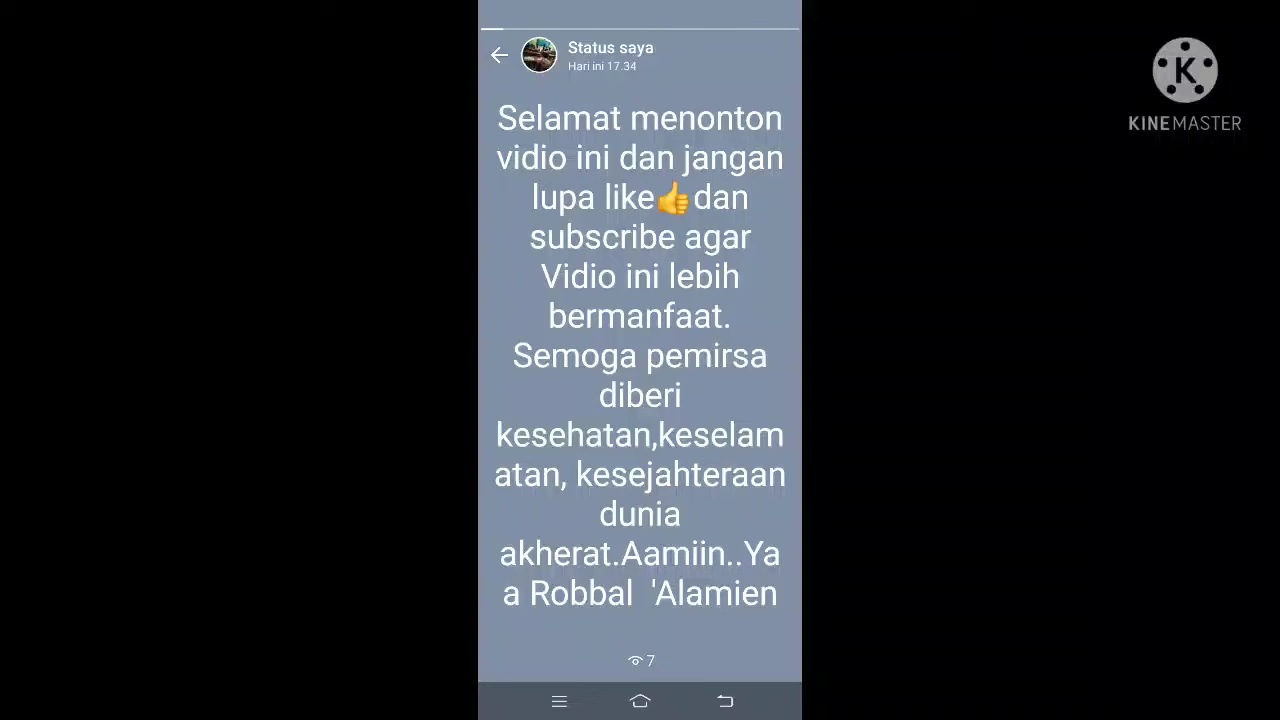 Status saya
Hari ini 17.34
Selamat menonton
vidio ini dan jangan
lupa like👍dan
subscribe agar
Vidio ini lebih
bermanfaat.
Semoga pemirsa
diberi
kesehatan,keselam
atan, kesejahteraan
dunia
akherat.Aamiin..Ya
a Robbal  'Alamien
7
K
KINEMASTER